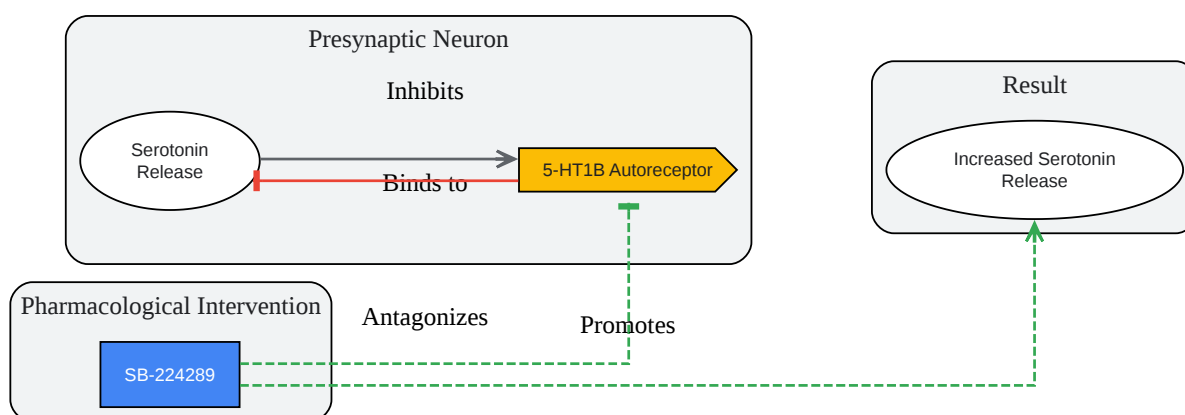 Presynaptic Neuron
Inhibits
Serotonin
Release
5-HT1B Autoreceptor
Binds to
Result
Increased Serotonin
Release
Pharmacological Intervention
Antagonizes
Promotes
SB-224289